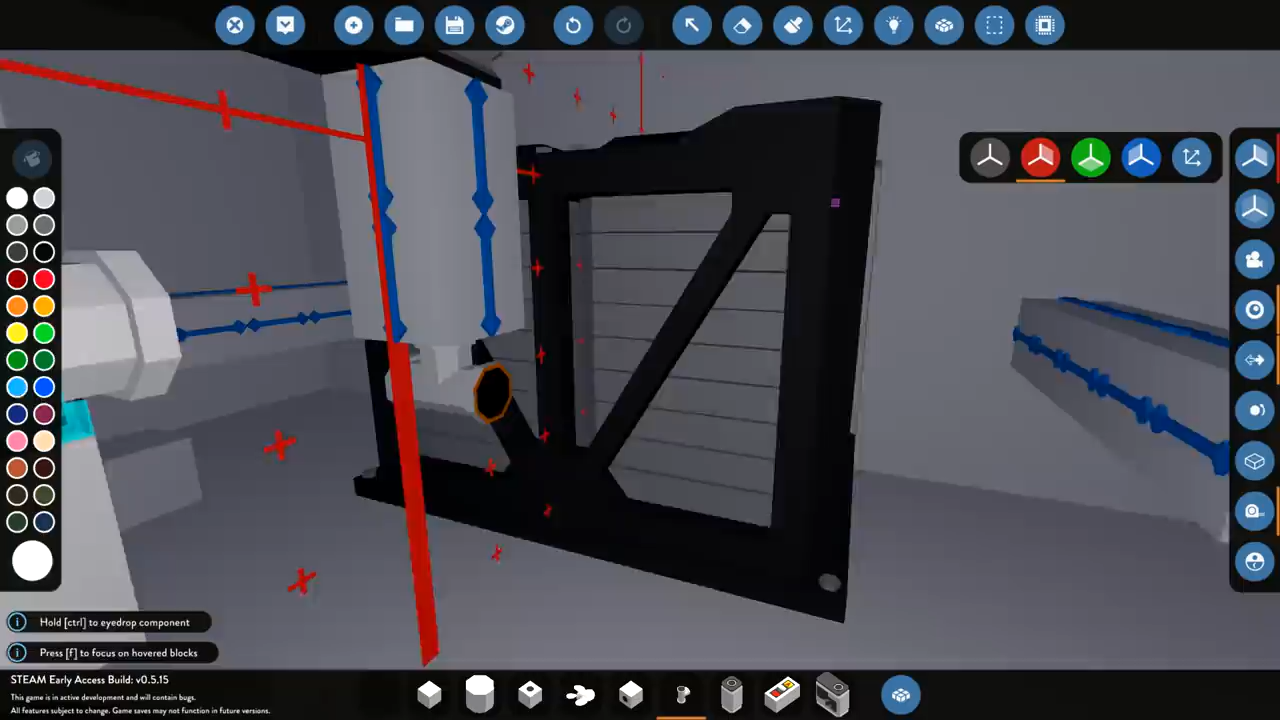 Hold [ctrl] to eyedrop component
Press [f] to focus on hovered blocks
STEAM Early Access Build: v0.5.15
This game is in active development and will contain bugs.
All features subject to change. Game saves may not function in future versions.